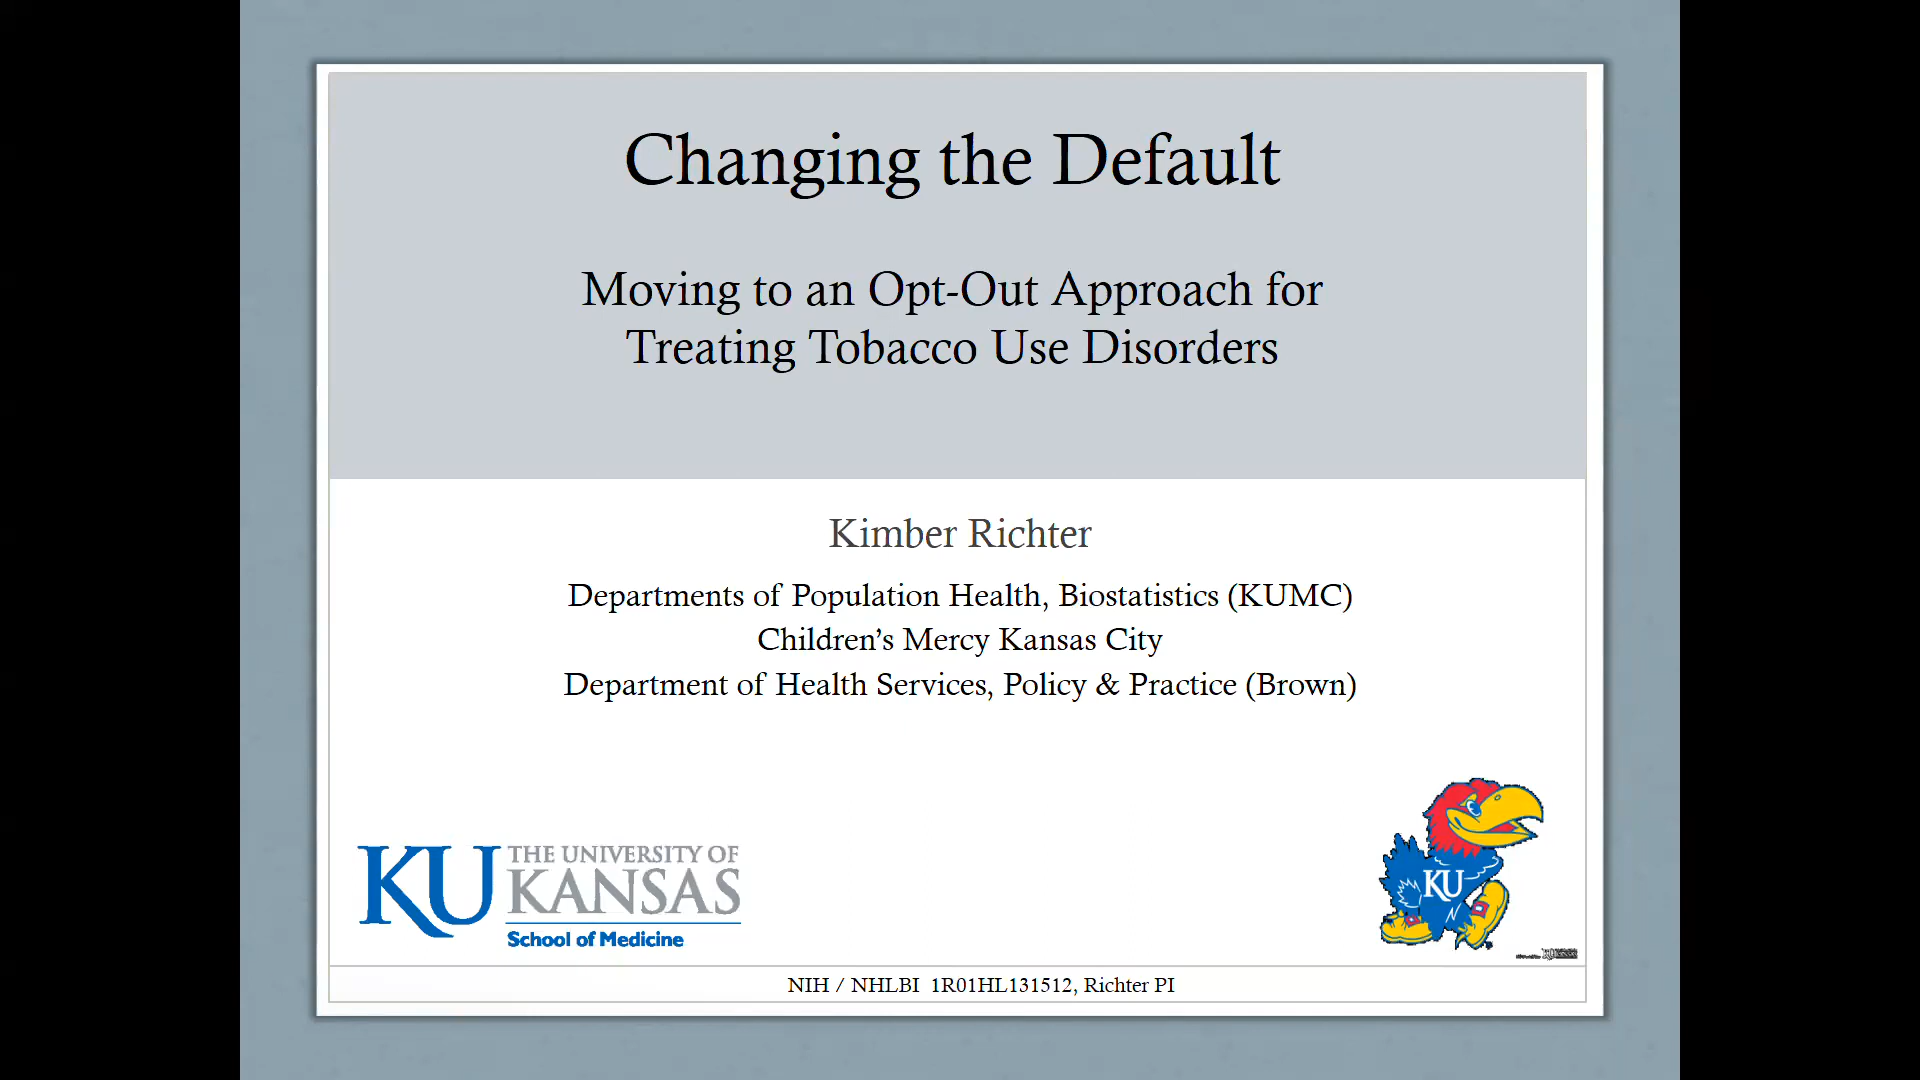 Changing the Default
Moving to an Opt-Out Approach for
Treating Tobacco Use Disorders
Kimber Richter
Departments of Population Health, Biostatistics (KUMC)
Children’s Mercy Kansas City
Department of Health Services, Policy & Practice (Brown)
KU THE UNIVERSITY OF
KANSAS
School of Medicine
KU
NIH / NHLBI 1R01HL131512, Richter PI